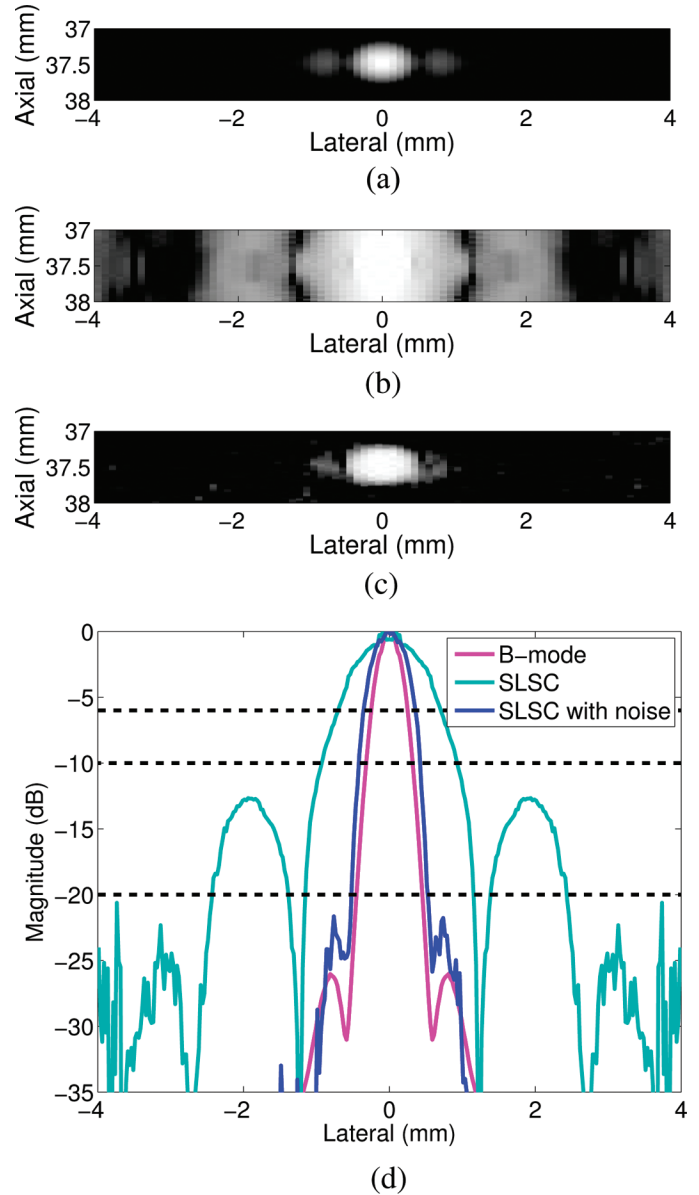 37
37.5
38
Axial (mm)
−4 −2 0 2 4
Lateral (mm)
(a)
37
37.5
38
Axial (mm)
−4 −2 0 2 4
Lateral (mm)
(b)
37
37.5
38
Axial (mm)
−4 −2 0 2 4
Lateral (mm)
(c)
0
−5
−10
−15
−20
−25
−30
−35
Magnitude (dB)
B−mode
SLSC
SLSC with noise
−4 −2 0 2 4
Lateral (mm)
(d)